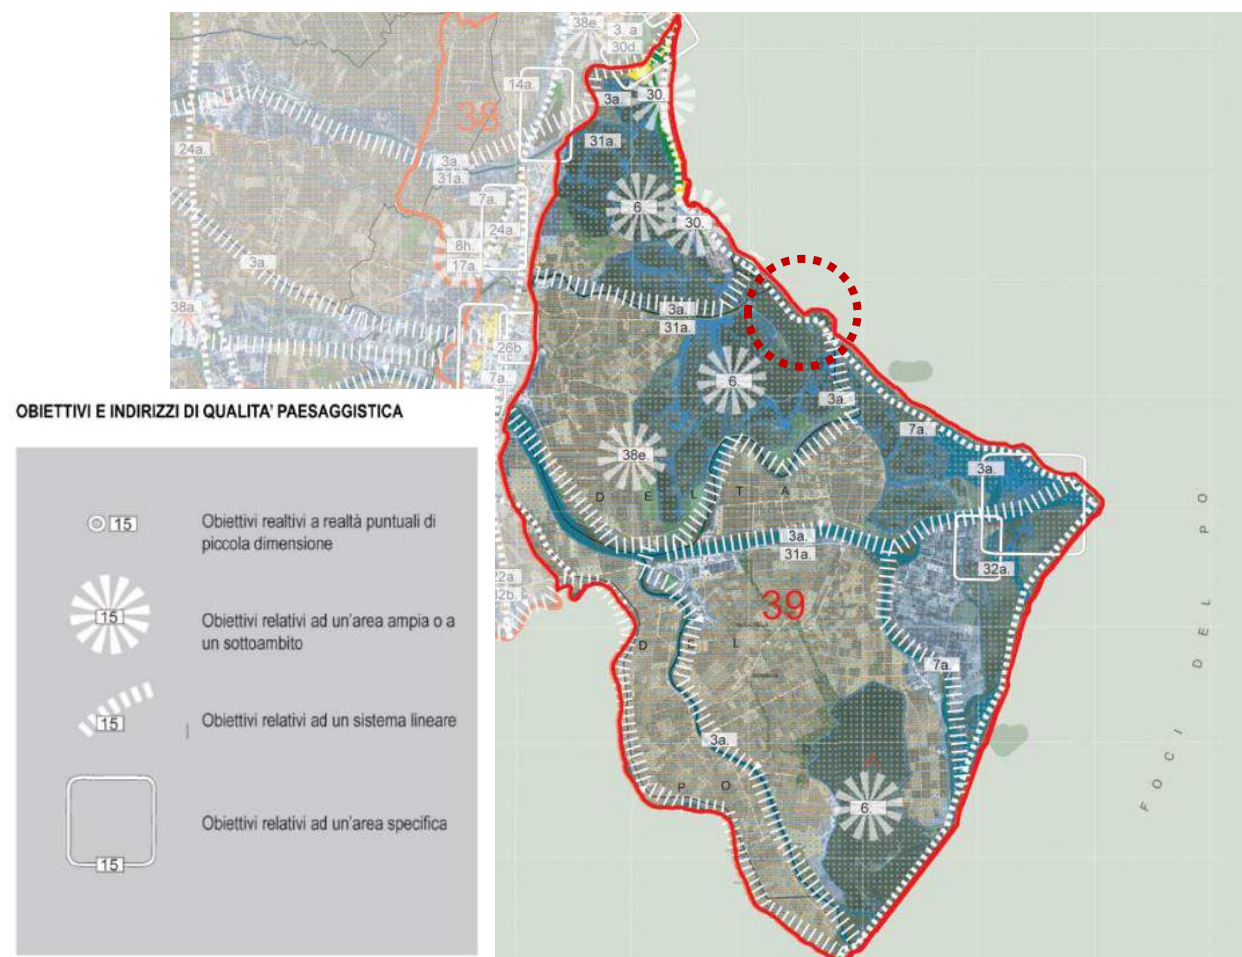 38e.
3. a
30d.
14a.
3a.
30.
38
31a.
24a.
3a.
31a.
7a.
6.
30.
24a.
8h.
17a.
3a.
38a.
3a.
31a.
26b.
7a.
6.
3a.
7a.
38e.
3a.
D E L T A
3a.
31a.
32a.
22a.
32b.
39
D E L
7a.
3a.
P O
6.
FOCI DEL PO
OBIETTIVI E INDIRIZZI DI QUALITA' PAESAGGISTICA
15
Obiettivi realtivi a realtà puntuali di
piccola dimensione
15
Obiettivi relativi ad un'area ampia o a
un sottoambito
15
Obiettivi relativi ad un sistema lineare
15
Obiettivi relativi ad un'area specifica